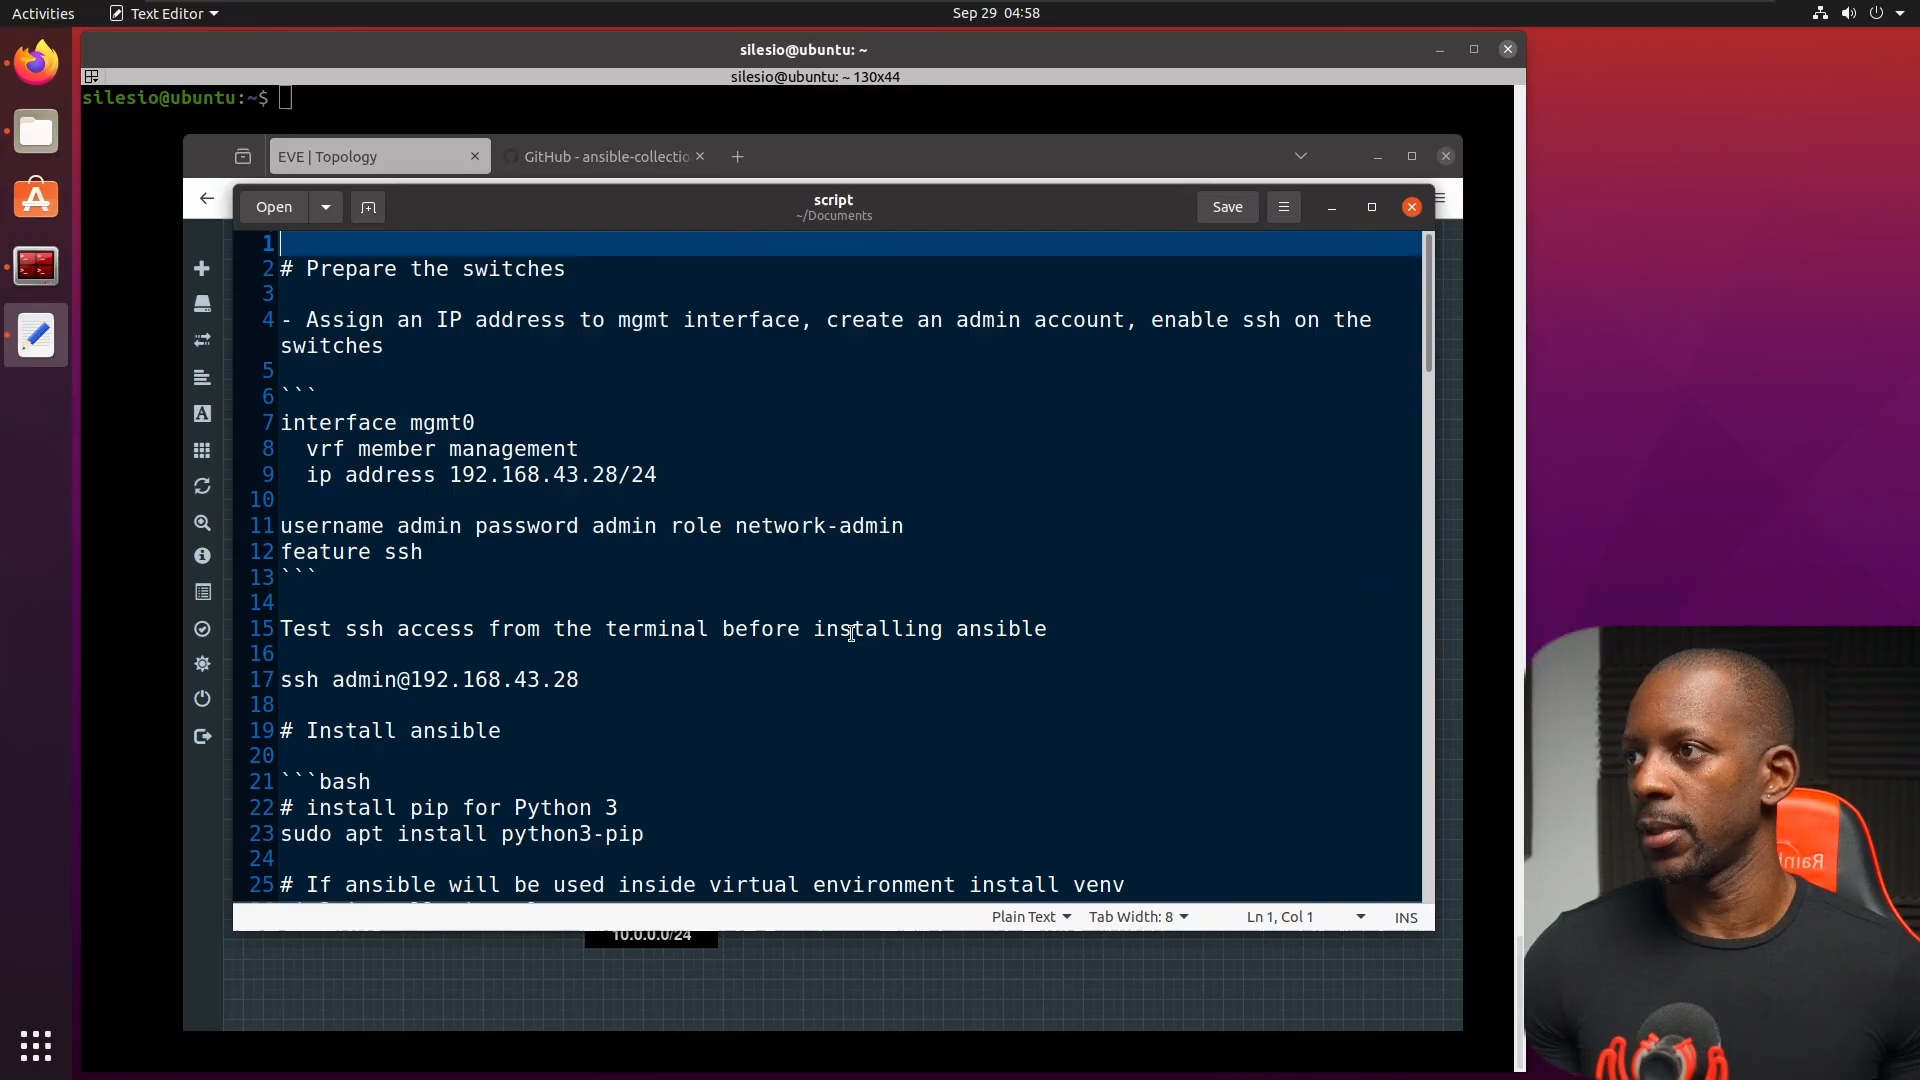 Activities
Text Editor
Sep 29 04:58
silesio@ubuntu: ~
silesio@ubuntu: ~ 130x44
silesio@ubuntu:~$
EVE | Topology
GitHub - ansible-collectio
Open
script
~/Documents
Save
1
2 # Prepare the switches
3
4 - Assign an IP address to mgmt interface, create an admin account, enable ssh on the
switches
5
6 ```
7 interface mgmt0
8 vrf member management
9 ip address 192.168.43.28/24
10
11 username admin password admin role network-admin
12 feature ssh
13 ```
14
15 Test ssh access from the terminal before installing ansible
16
17 ssh admin@192.168.43.28
18
19 # Install ansible
20
21 ```bash
22 # install pip for Python 3
23 sudo apt install python3-pip
24
25 # If ansible will be used inside virtual environment install venv
Plain Text
Tab Width: 8
Ln 1, Col 1
INS
10.0.0.0/24